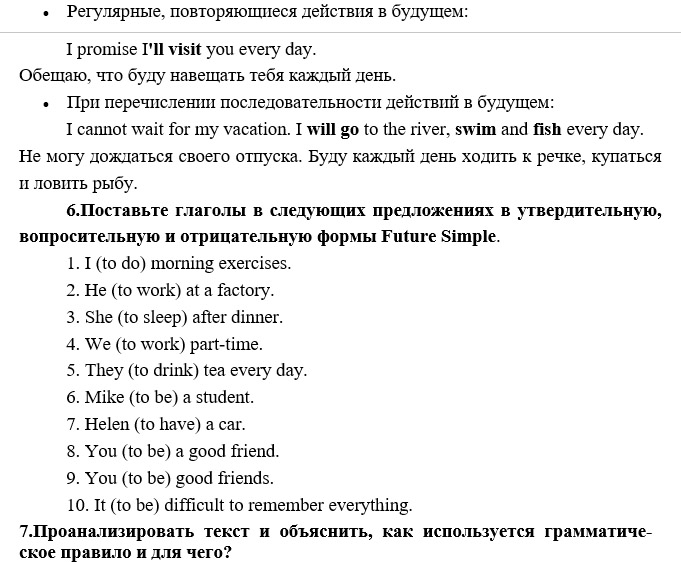 • Регулярные, повторяющиеся действия в будущем:
I promise I'll visit you every day.
Обещаю, что буду навещать тебя каждый день.
• При перечислении последовательности действий в будущем:
I cannot wait for my vacation. I will go to the river, swim and fish every day.
Не могу дождаться своего отпуска. Буду каждый день ходить к речке, купаться
и ловить рыбу.
6.Поставьте глаголы в следующих предложениях в утвердительную,
вопросительную и отрицательную формы Future Simple.
1. I (to do) morning exercises.
2. He (to work) at a factory.
3. She (to sleep) after dinner.
4. We (to work) part-time.
5. They (to drink) tea every day.
6. Mike (to be) a student.
7. Helen (to have) a car.
8. You (to be) a good friend.
9. You (to be) good friends.
10. It (to be) difficult to remember everything.
7.Проанализировать текст и объяснить, как используется грамматиче-
ское правило и для чего?